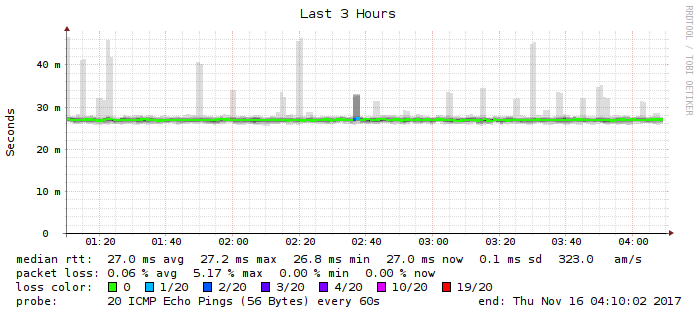 Last 3 Hours
RRDTOOL / TOBI OETIKER
Seconds
40 m
30 m
20 m
10 m
0
01:20 01:40 02:00 02:20 02:40 03:00 03:20 03:40 04:00
median rtt: 27.0 ms avg 27.2 ms max 26.8 ms min 27.0 ms now 0.1 ms sd 323.0 am/s
packet loss: 0.06 % avg 5.17 % max 0.00 % min 0.00 % now
loss color: 0 1/20 2/20 3/20 4/20 10/20 19/20
probe: 20 ICMP Echo Pings (56 Bytes) every 60s end: Thu Nov 16 04:10:02 2017